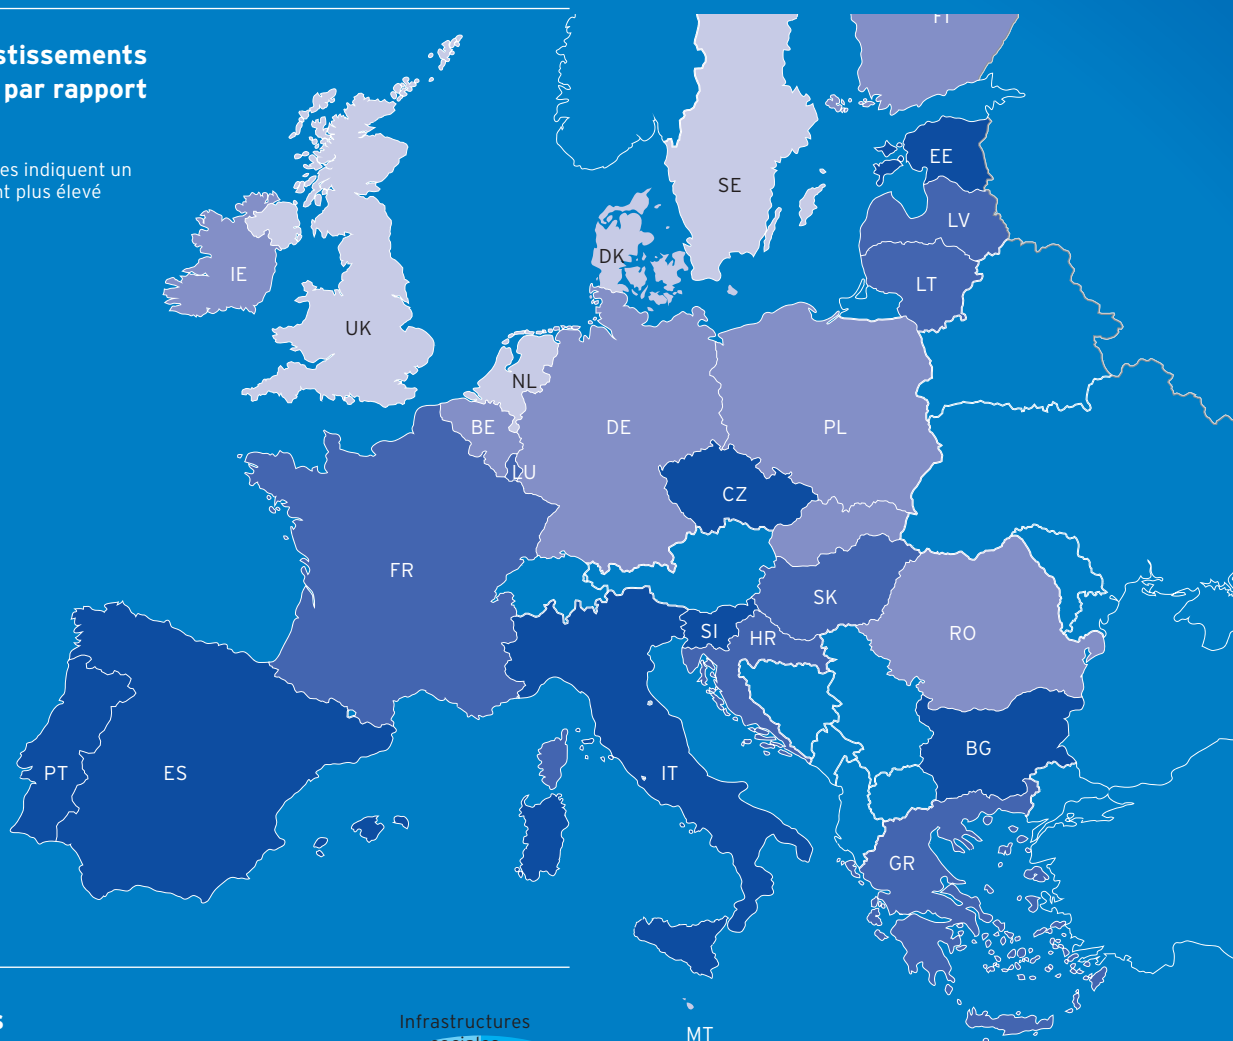 stissements
par rapport
es indiquent un
nt plus élevé
FI
EE
SE
LV
DK
IE
LT
UK
NL
BE
DE
PL
LU
CZ
FR
SK
SI
HR
RO
BG
PT
ES
IT
GR
s
Infrastructures
sociales
MT